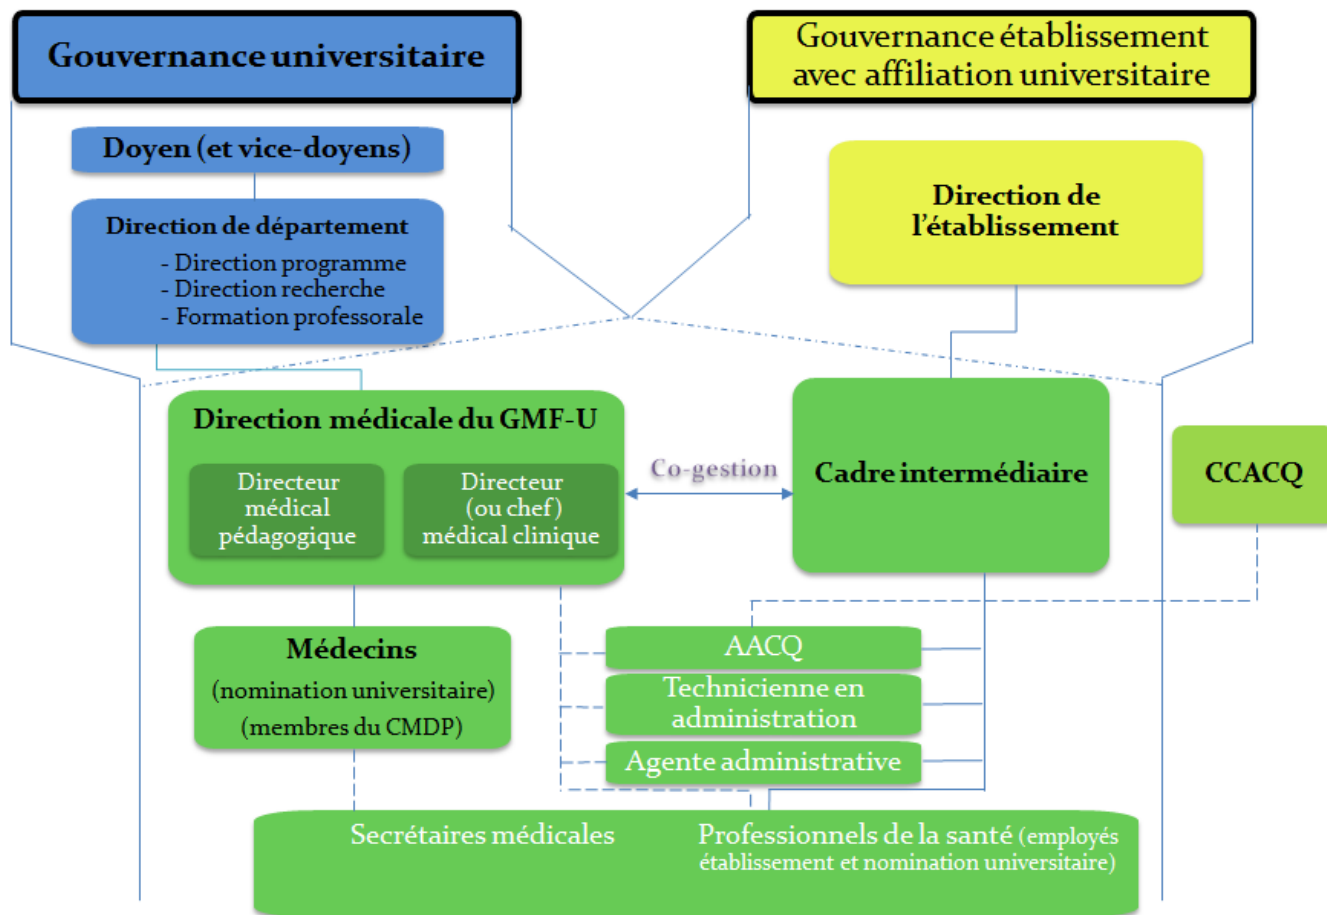 Gouvernance universitaire
Gouvernance établissement
avec affiliation universitaire
Doyen (et vice-doyens)
Direction de département
- Direction programme
- Direction recherche
- Formation professorale
Direction de
l'établissement
Direction médicale du GMF-U
Directeur
médical
pédagogique
Directeur
(ou chef)
médical clinique
Co-gestion
Cadre intermédiaire
CCACQ
Médecins
(nomination universitaire)
(membres du CMDP)
AACQ
Technicienne en
administration
Agente administrative
Secrétaires médicales
Professionnels de la santé (employés
établissement et nomination universitaire)